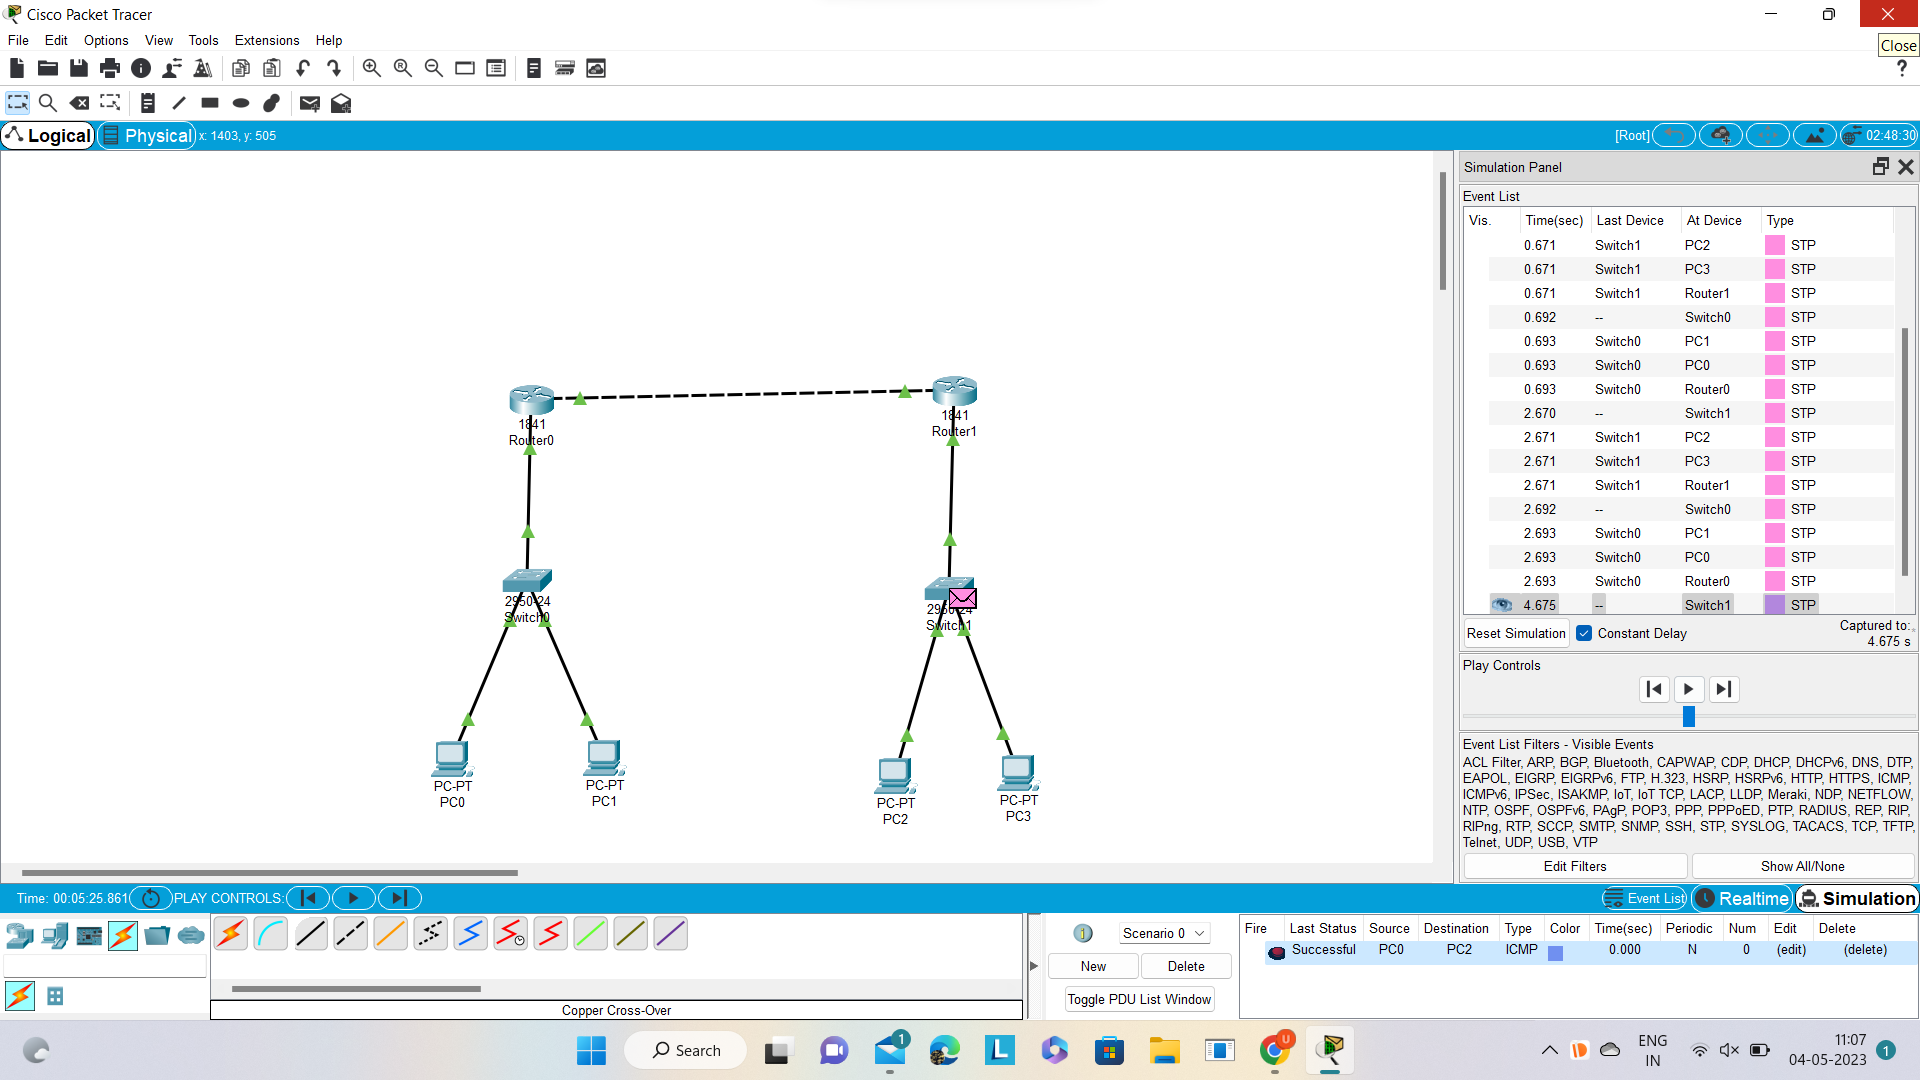 Cisco Packet Tracer
Close
File Edit Options View Tools Extensions Help
?
Logical Physical x: 1403, y: 505 [Root] 02:48:30
Simulation Panel
Event List
Vis. Time(sec) Last Device At Device Type
0.671 Switch1 PC2 STP
0.671 Switch1 PC3 STP
0.671 Switch1 Router1 STP
0.692 -- Switch0 STP
0.693 Switch0 PC1 STP
0.693 Switch0 PC0 STP
0.693 Switch0 Router0 STP
2.670 -- Switch1 STP
2.671 Switch1 PC2 STP
2.671 Switch1 PC3 STP
2.671 Switch1 Router1 STP
2.692 -- Switch0 STP
2.693 Switch0 PC1 STP
2.693 Switch0 PC0 STP
2.693 Switch0 Router0 STP
4.675 -- Switch1 STP
Reset Simulation Constant Delay Captured to:
4.675 s
Play Controls
Event List Filters - Visible Events
ACL Filter, ARP, BGP, Bluetooth, CAPWAP, CDP, DHCP, DHCPv6, DNS, DTP,
EAPOL, EIGRP, EIGRPv6, FTP, H.323, HSRP, HSRPv6, HTTP, HTTPS, ICMP,
ICMPv6, IPSec, ISAKMP, IoT, IoT TCP, LACP, LLDP, Meraki, NDP, NETFLOW,
NTP, OSPF, OSPFv6, PAgP, POP3, PPP, PPPoED, PTP, RADIUS, REP, RIP,
RIPng, RTP, SCCP, SMTP, SNMP, SSH, STP, SYSLOG, TACACS, TCP, TFTP,
Telnet, UDP, USB, VTP
Edit Filters Show All/None
1841
Router0
1841
Router1
2950-24
Switch0
2950-24
Switch1
PC-PT
PC0
PC-PT
PC1
PC-PT
PC2
PC-PT
PC3
Time: 00:05:25.861 PLAY CONTROLS: Event List Realtime Simulation
Scenario 0
New Delete
Toggle PDU List Window
Fire Last Status Source Destination Type Color Time(sec) Periodic Num Edit Delete
Successful PC0 PC2 ICMP 0.000 N 0 (edit) (delete)
Copper Cross-Over
Search
1
L
U
ENG
IN
11:07
04-05-2023
1